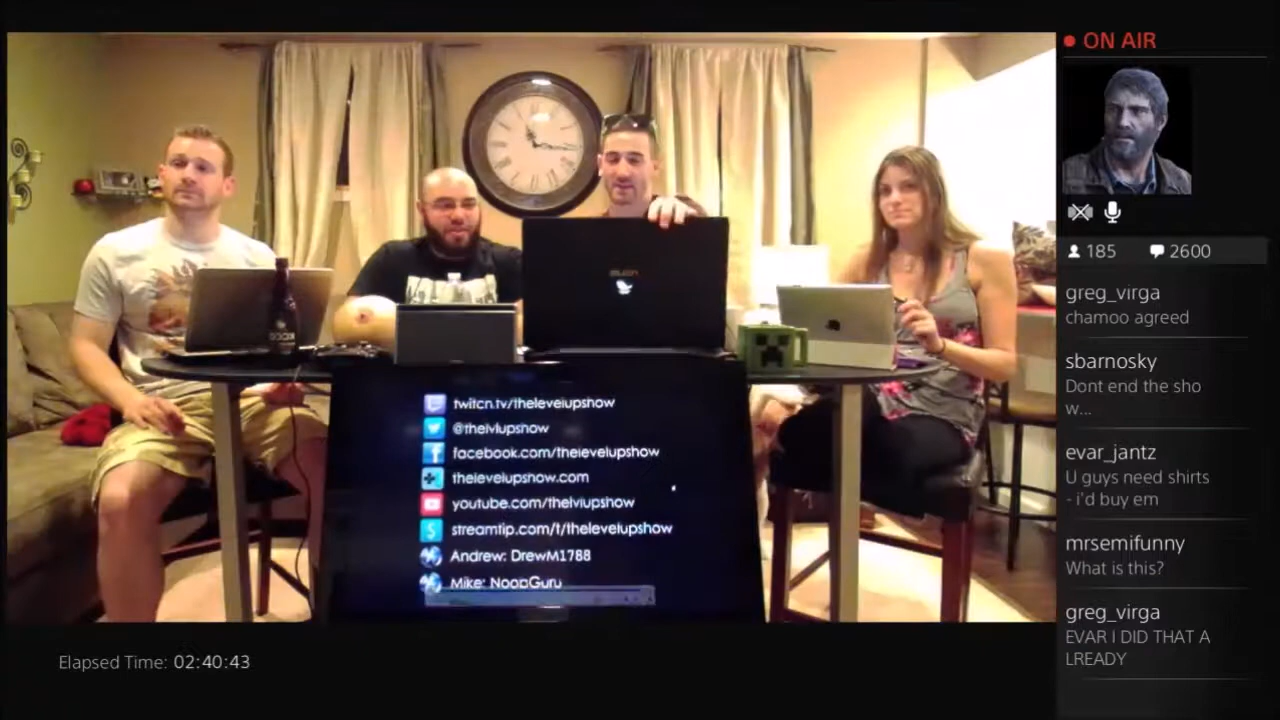 ON AIR
185 2600
greg_virga
chamoo agreed
sbarnosky
Dont end the sho
w...
evar_jantz
U guys need shirts
- i'd buy em
mrsemifunny
What is this?
greg_virga
EVAR I DID THAT A
LREADY
twitch.tv/thelevelupshow
@thelvlupshow
facebook.com/thelevelupshow
thelevelupshow.com
youtube.com/thelvlupshow
streamtip.com/t/thelevelupshow
Andrew: DrewM1788
Mike: NoopGuru
Elapsed Time: 02:40:43